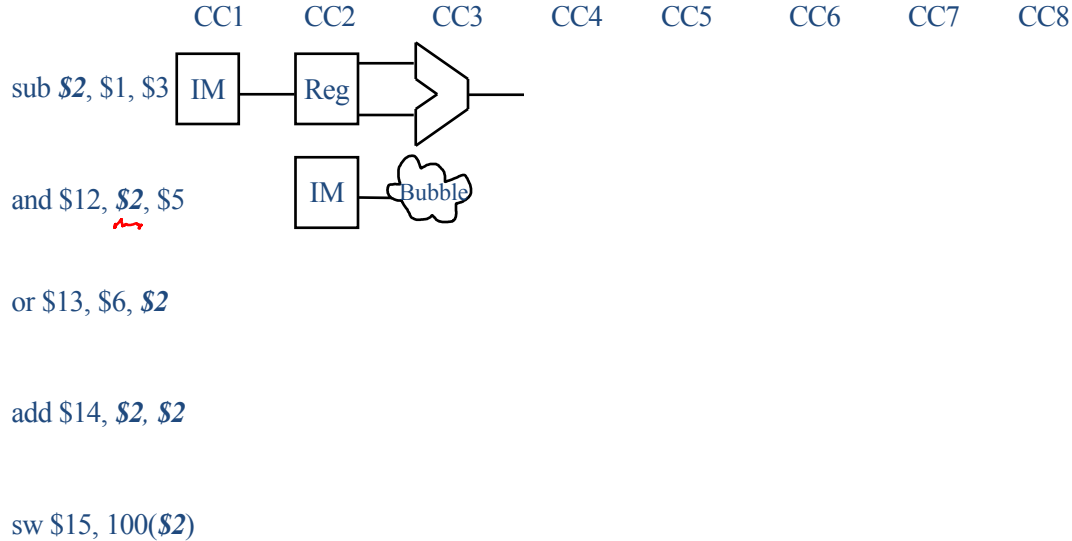 CC1 CC2 CC3 CC4 CC5 CC6 CC7 CC8
sub $2, $1, $3 IM Reg
and $12, $2, $5 IM Bubble
or $13, $6, $2
add $14, $2, $2
sw $15, 100($2)